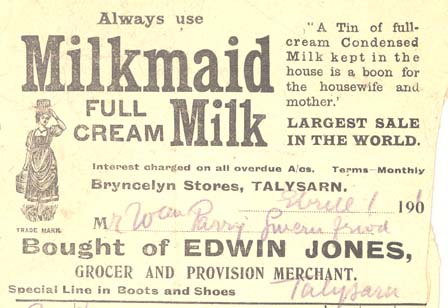 Always use
Milkmaid
FULL
CREAM Milk
"A Tin of full-
cream Condensed
Milk kept in the
house is a boon for
the housewife and
mother.'
LARGEST SALE
IN THE WORLD.
TRADE MARK.
Interest charged on all overdue A/cs. Terms—Monthly
Bryncelyn Stores, TALYSARN.
1 190
Mr Wm Parry
Bought of EDWIN JONES,
GROCER AND PROVISION MERCHANT.
Special Line in Boots and Shoes Talysarn